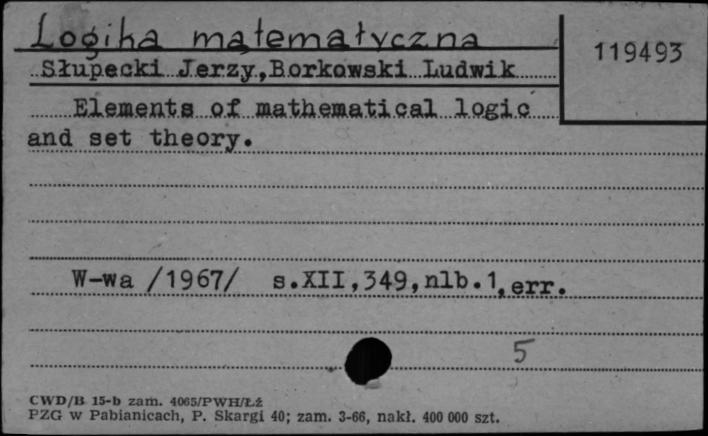 Logika matematyczna
119493
Słupecki Jerzy,Borkowski Ludwik
Elements of mathematical logic
and set theory.
W-wa /1967/ s.XII,349,nlb.1,err.
5
CWD/B 15-b zam. 4065/PWH/Łż
PZG w Pabianicach, P. Skargi 40; zam. 3-66, nakł. 400 000 szt.